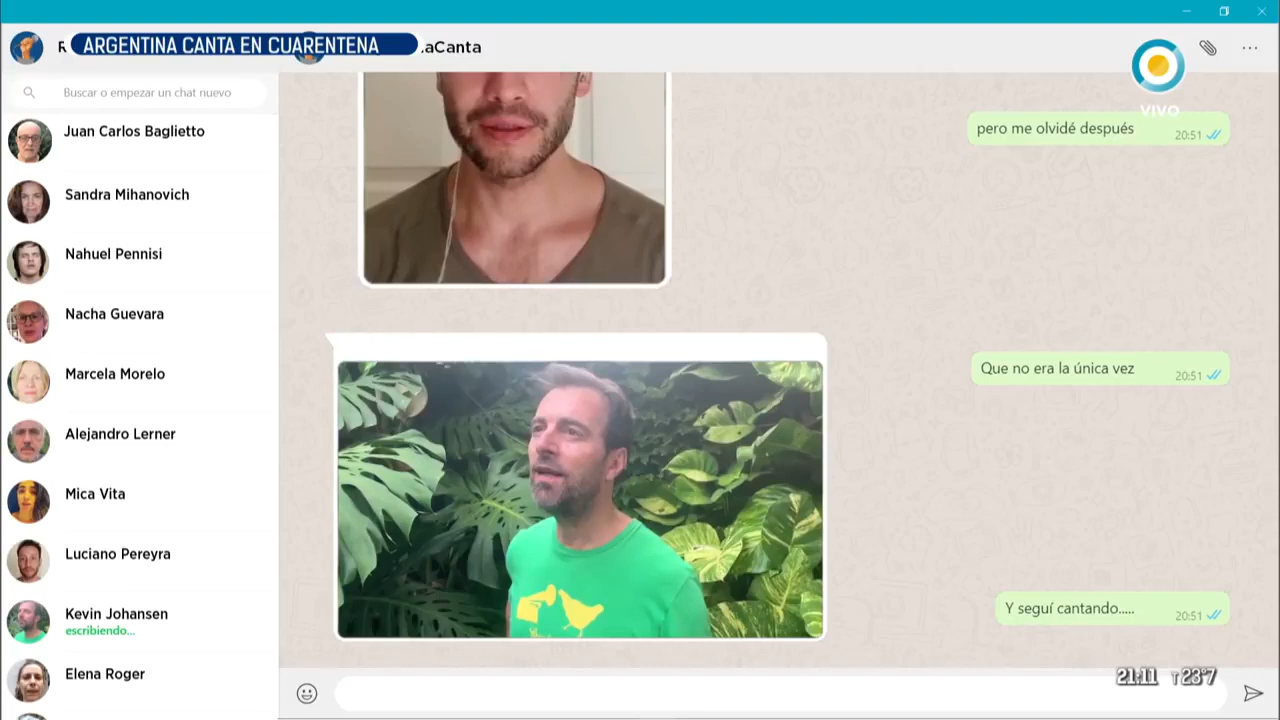 ARGENTINA CANTA EN CUARENTENA
aCanta
VIVO
Buscar o empezar un chat nuevo
Juan Carlos Baglietto
Sandra Mihanovich
Nahuel Pennisi
Nacha Guevara
Marcela Morelo
Alejandro Lerner
Mica Vita
Luciano Pereyra
Kevin Johansen
escribiendo...
Elena Roger
pero me olvidé después
20:51
Que no era la única vez
20:51
Y seguí cantando.....
20:51
21:11 T 23°7